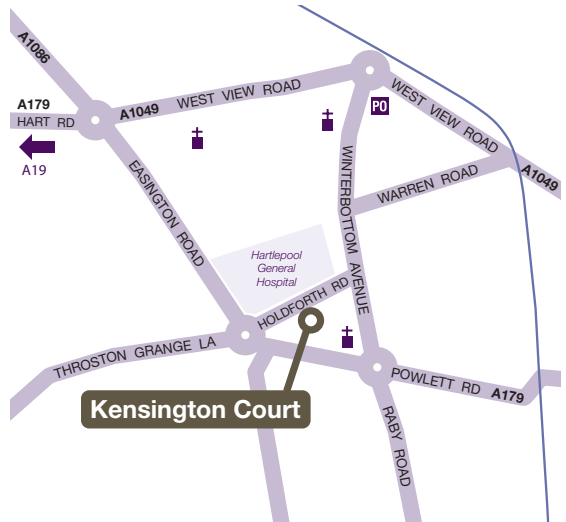 A1086
A179
HART RD
A19
A1049 WEST VIEW ROAD
PO
WEST VIEW ROAD
A1049
WARREN ROAD
WINTERBOTTOM AVENUE
EASINGTON ROAD
Hartlepool
General
Hospital
HOLDFORTH RD
THROSTON GRANGE LA
Kensington Court
POWLETT RD A179
RABY ROAD